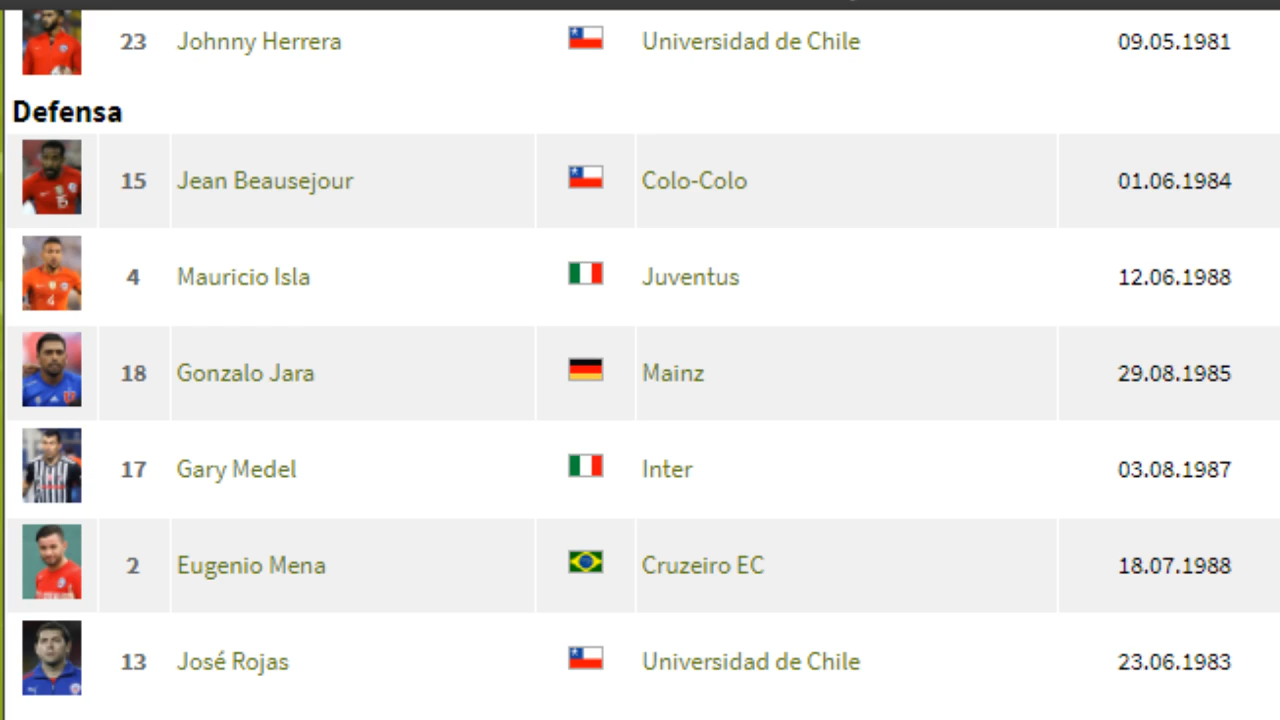 23 Johnny Herrera Universidad de Chile 09.05.1981
Defensa
15 Jean Beausejour Colo-Colo 01.06.1984
4 Mauricio Isla Juventus 12.06.1988
18 Gonzalo Jara Mainz 29.08.1985
17 Gary Medel Inter 03.08.1987
2 Eugenio Mena Cruzeiro EC 18.07.1988
13 José Rojas Universidad de Chile 23.06.1983